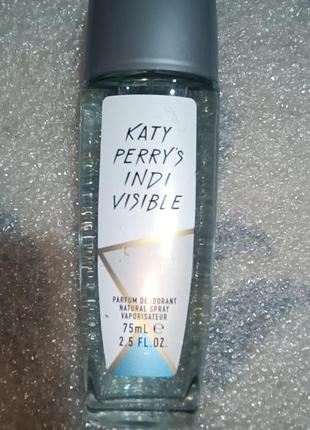 KATY
PERRY'S
INDI
VISIBLE
PARFUM DEODORANT
NATURAL SPRAY
VAPORISATEUR
75mL e
2.5 FL.OZ.